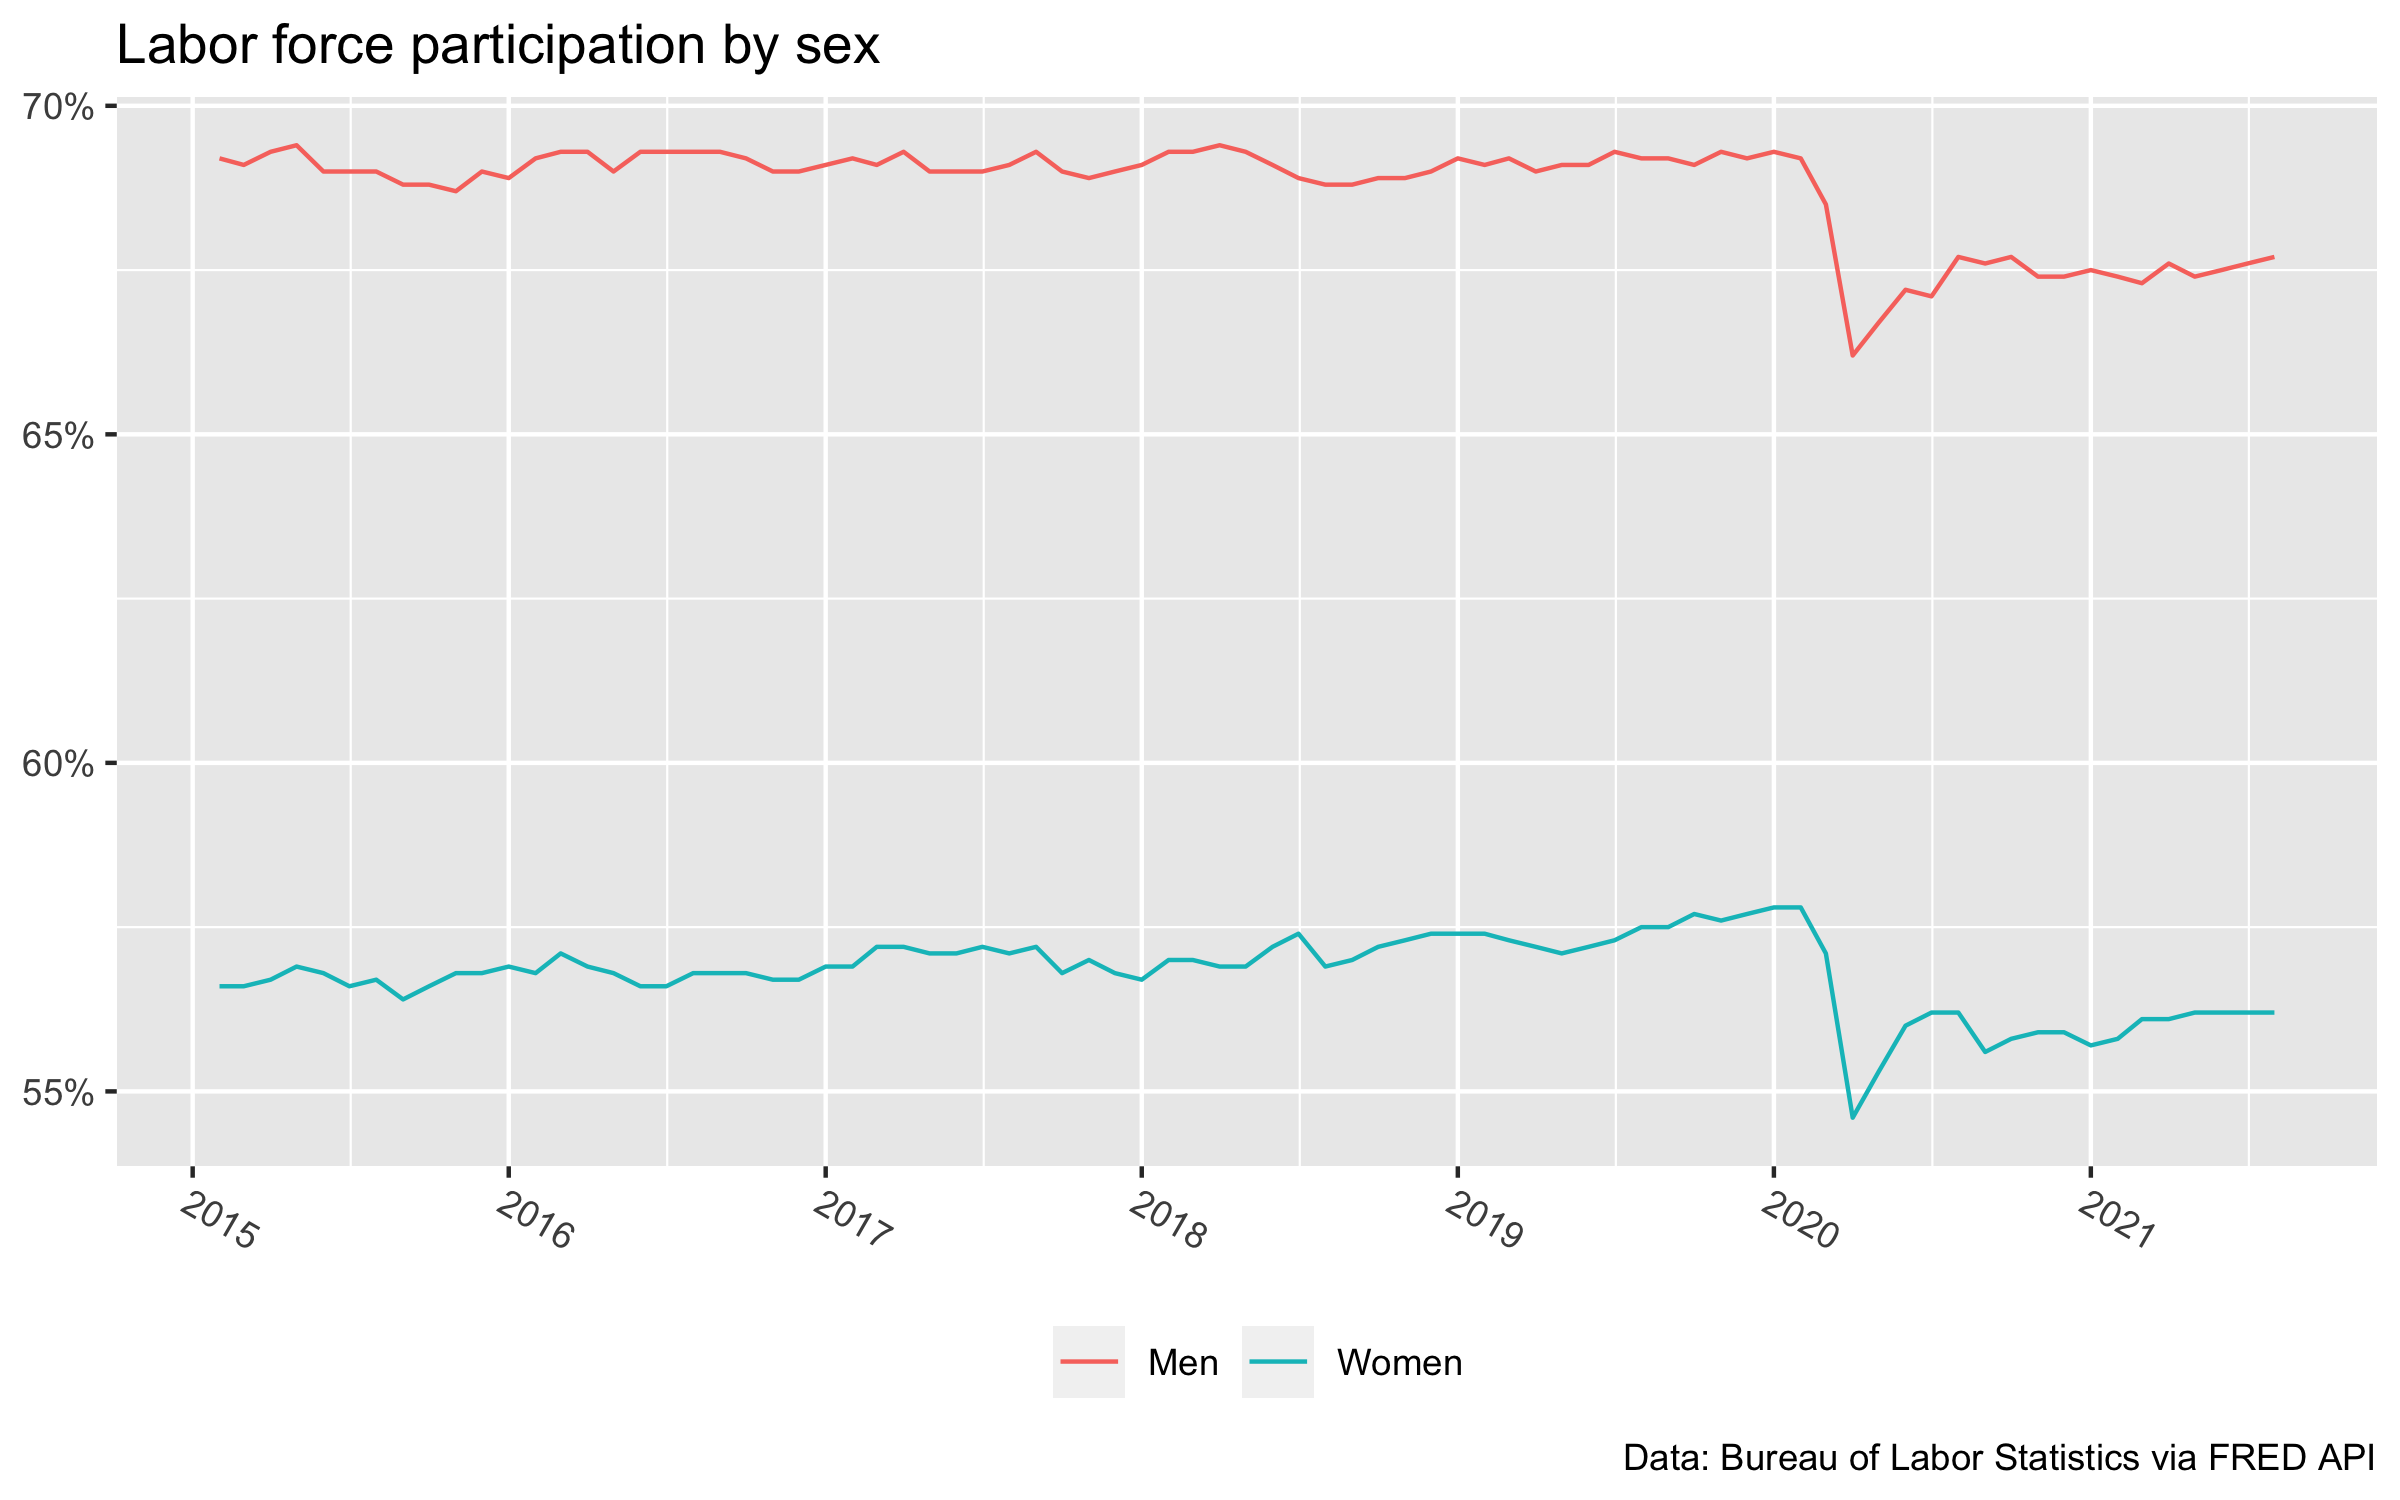 Labor force participation by sex
70%
65%
60%
55%
2015
2016
2017
2018
2019
2020
2021
Men
Women
Data: Bureau of Labor Statistics via FRED API